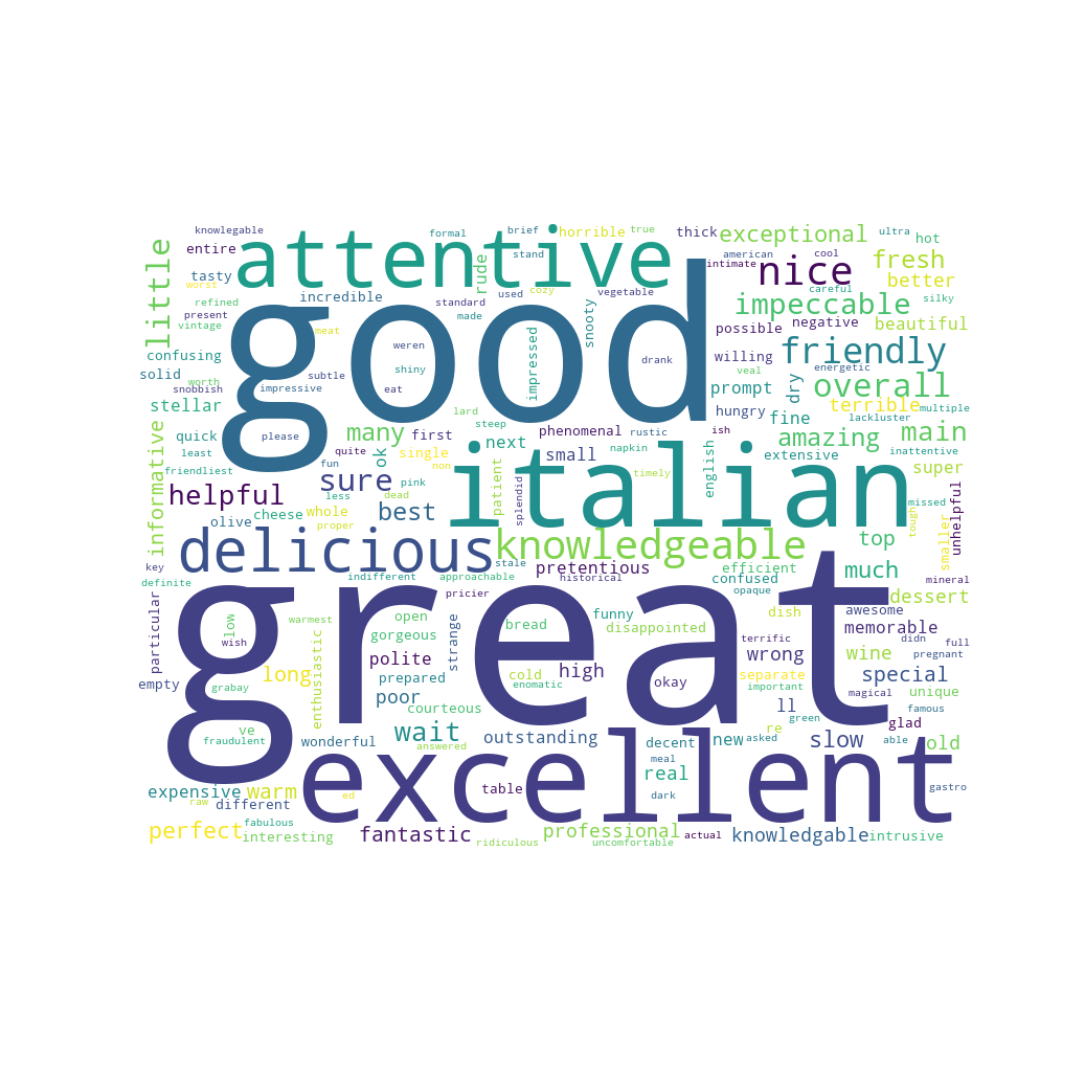 knowlegable
formal
brief
horrible
true
thick
exceptional
ultra
hot
entire
attentive
stand
rude
american
cool
fresh
little
tasty
worst
incredible
used
cozy
vegetable
intimate
nice
careful
better
refined
present
vintage
standard
made
snooty
good
impeccable
silky
possible
negative
beautiful
meat
weren
impressed
drank
confusing
solid
worth
snobbish
impressive
subtle
shiny
eat
willing
veal
friendly
energetic
prompt
dry
overall
stellar
lard
hungry
fine
terrible
multiple
lackluster
quick
please
many
first
steep
phenomenal
rustic
ish
amazing
main
least
informative
friendliest
quite
ok
single
next
small
napkin
english
extensive
inattentive
fun
non
patient
timely
super
helpful
sure
pink
italian
missed
less
dead
splendid
unhelpful
olive
cheese
whole
proper
best
tough
smaller
top
delicious
knowledgeable
key
stale
pretentious
efficient
much
definite
indifferent
approachable
historical
confused
opaque
mineral
dessert
pricier
great
dish
awesome
particular
low
wish
warmest
open
bread
funny
disappointed
memorable
gorgeous
strange
terrific
didn
full
enthusiastic
polite
wrong
wine
pregnant
empty
long
prepared
cold
high
okay
separate
special
grabay
poor
enomatic
important
magical
unique
courteous
ll
famous
ve
wait
green
glad
fraudulent
wonderful
answered
outstanding
decent
new
asked
re
slow
able
old
excellent
meal
real
expensive
warm
table
dark
gastro
raw
different
ed
fabulous
perfect
interesting
fantastic
ridiculous
professional
uncomfortable
actual
knowledgable
intrusive